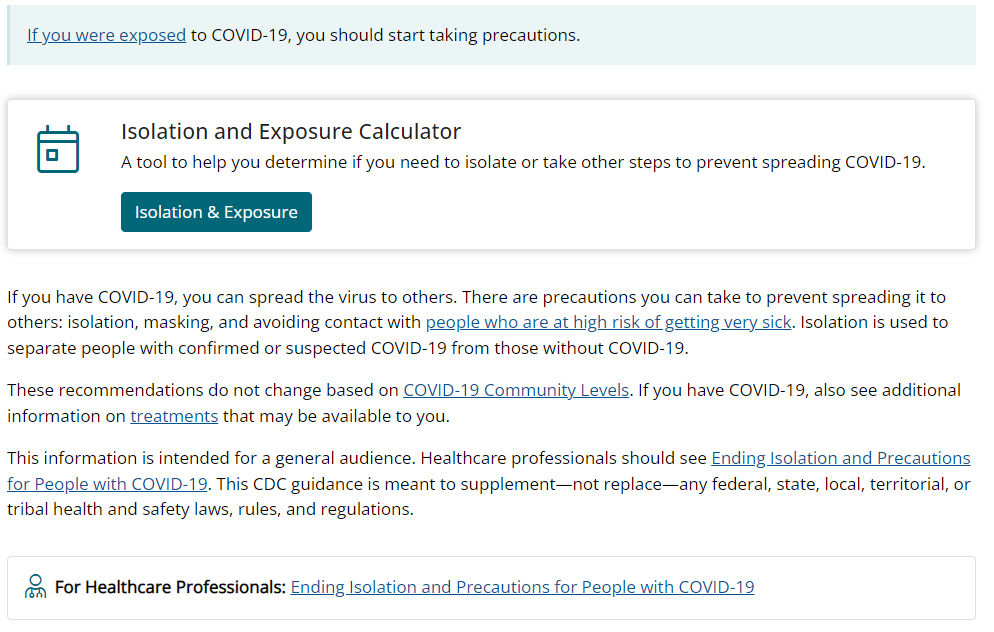 If you were exposed to COVID-19, you should start taking precautions.
Isolation and Exposure Calculator
A tool to help you determine if you need to isolate or take other steps to prevent spreading COVID-19.
Isolation & Exposure
If you have COVID-19, you can spread the virus to others. There are precautions you can take to prevent spreading it to
others: isolation, masking, and avoiding contact with people who are at high risk of getting very sick. Isolation is used to
separate people with confirmed or suspected COVID-19 from those without COVID-19.
These recommendations do not change based on COVID-19 Community Levels. If you have COVID-19, also see additional
information on treatments that may be available to you.
This information is intended for a general audience. Healthcare professionals should see Ending Isolation and Precautions
for People with COVID-19. This CDC guidance is meant to supplement—not replace—any federal, state, local, territorial, or
tribal health and safety laws, rules, and regulations.
For Healthcare Professionals: Ending Isolation and Precautions for People with COVID-19